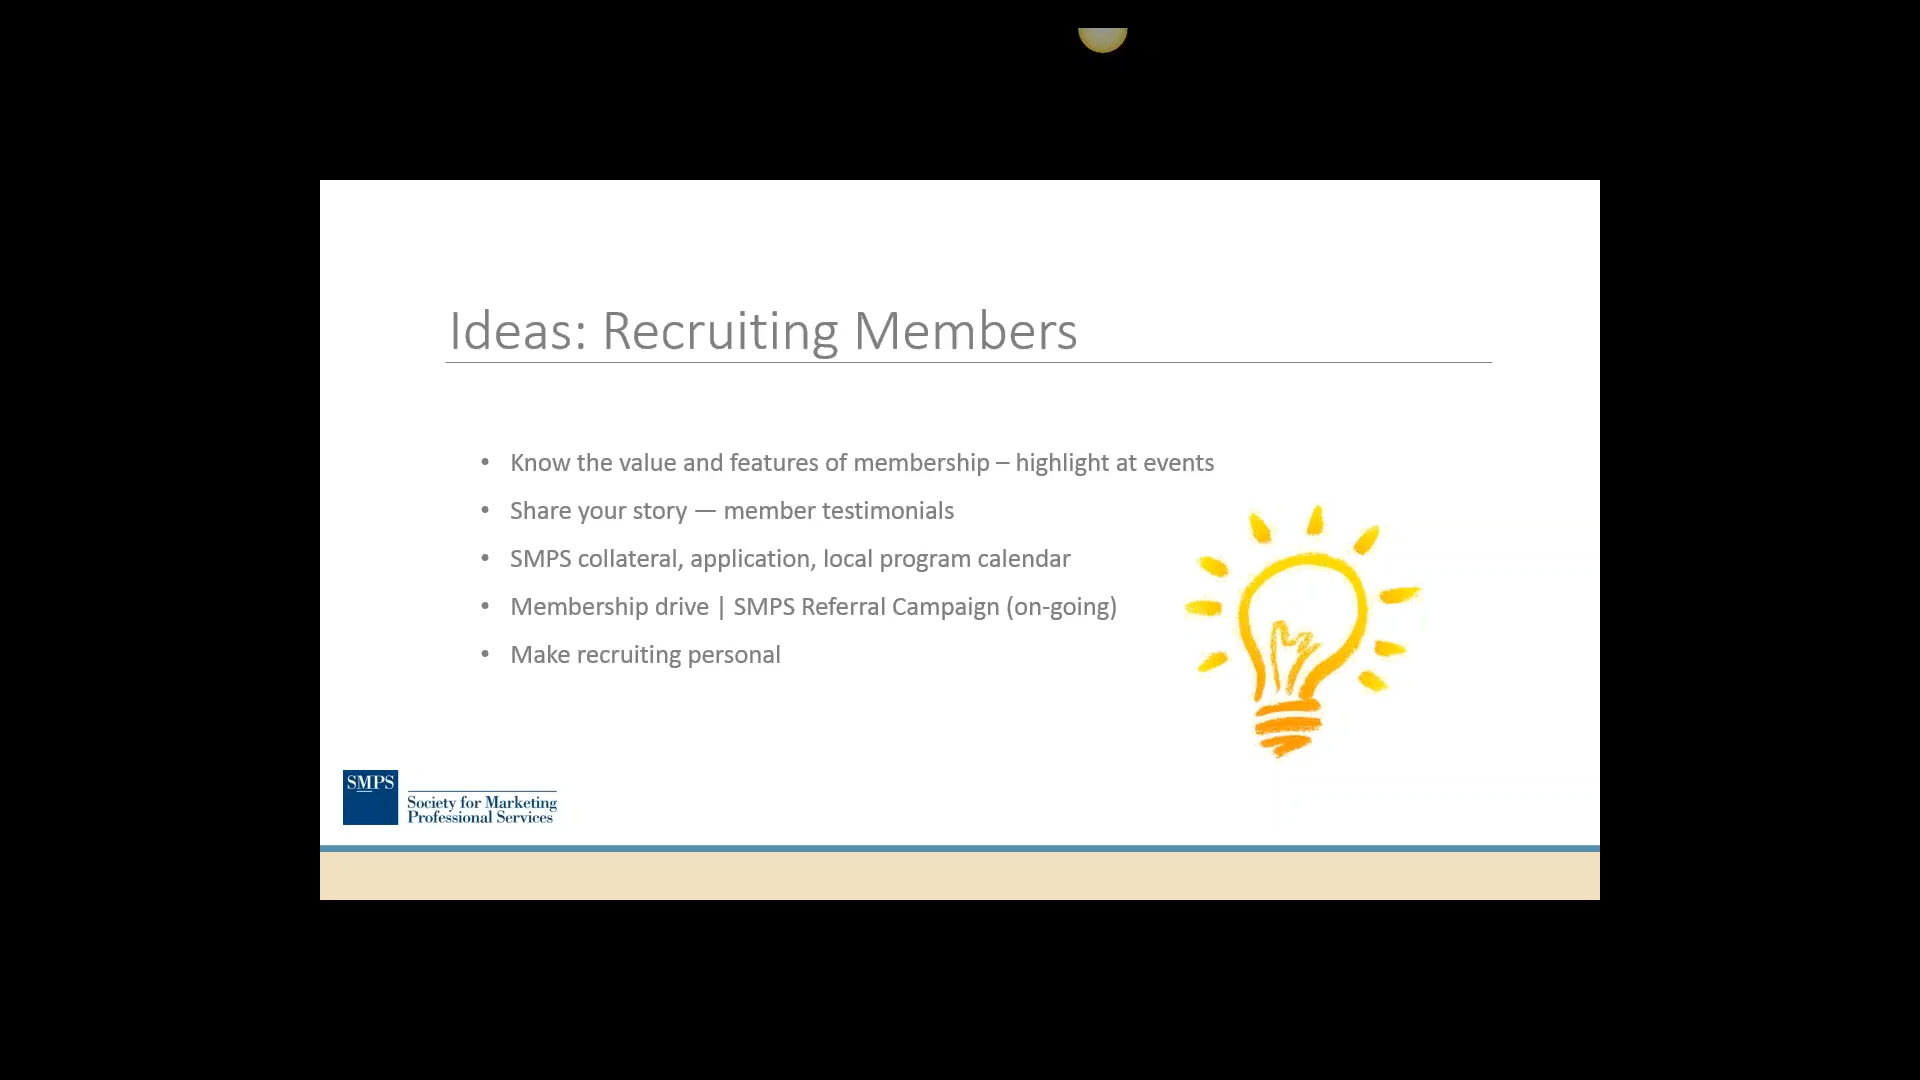 Ideas: Recruiting Members
• Know the value and features of membership – highlight at events
• Share your story — member testimonials
• SMPS collateral, application, local program calendar
• Membership drive | SMPS Referral Campaign (on-going)
• Make recruiting personal
SMPS
Society for Marketing
Professional Services